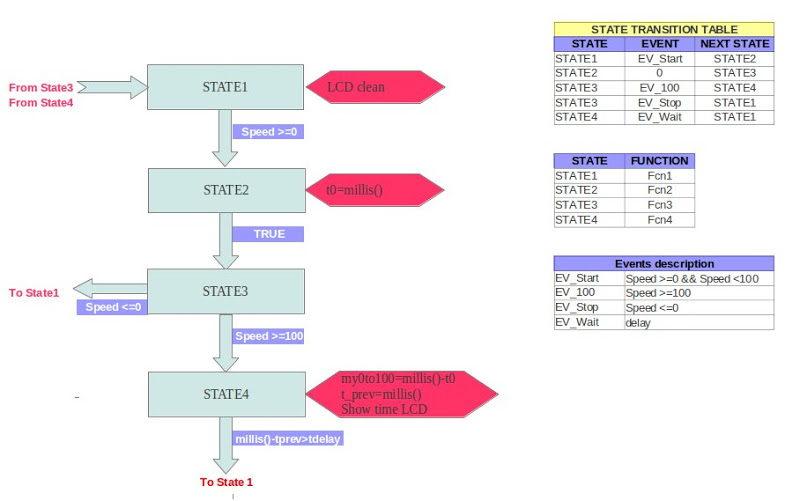 From State3
From State4
STATE1
LCD clean
Speed >=0
STATE2
t0=millis()
TRUE
STATE3
To State1
Speed <=0
Speed >=100
STATE4
my0to100=millis()-t0
t_prev=millis()
Show time LCD
millis()-tprev>tdelay
To State 1
STATE TRANSITION TABLE
STATE EVENT NEXT STATE
STATE1 EV_Start STATE2
STATE2 0 STATE3
STATE3 EV_100 STATE4
STATE3 EV_Stop STATE1
STATE4 EV_Wait STATE1
STATE FUNCTION
STATE1 Fcn1
STATE2 Fcn2
STATE3 Fcn3
STATE4 Fcn4
Events description
EV_Start Speed >=0 && Speed <100
EV_100 Speed >=100
EV_Stop Speed <=0
EV_Wait delay